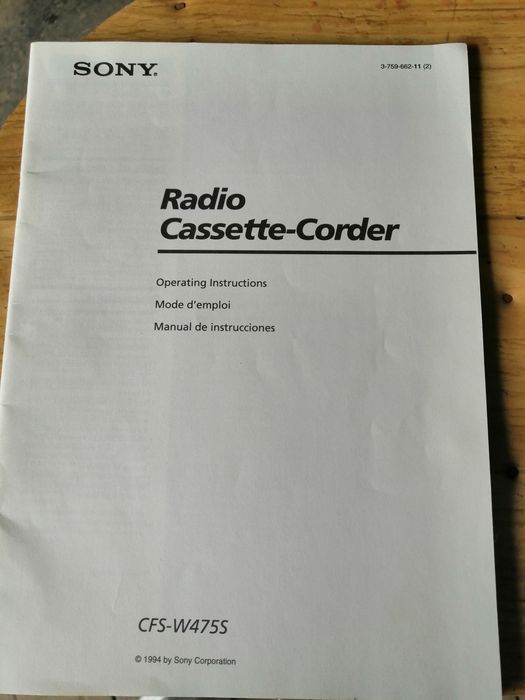 SONY®
3-759-662-11 (2)
Radio
Cassette-Corder
Operating Instructions
Mode d'emploi
Manual de instrucciones
CFS-W475S
© 1994 by Sony Corporation